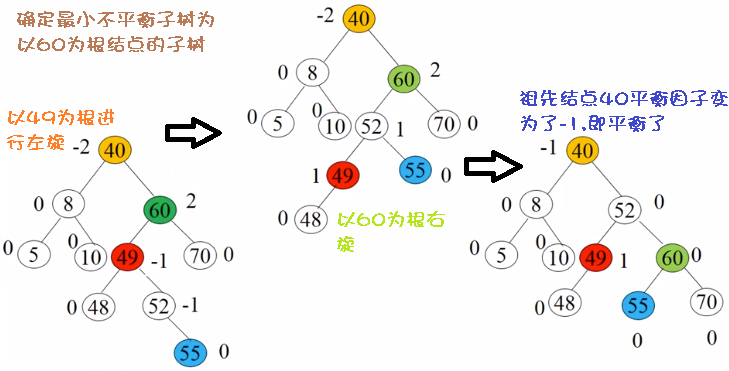 确定最小不平衡子树为
以60为根结点的子树
以49为根进
行左旋
-2 40
0 8 60 2
0 5 0 10 49 -1 70 0
0 48 52 -1
55 0
-2 40
0 8 60 2
0 5 0 10 52 1 70 0
1 49 55 0
0 48
以60为根右
旋
祖先结点40平衡因子变
为了-1,即平衡了
-1 40
0 8 52 0
0 5 0 10 49 1 60 0
0 48 55 70
0 0